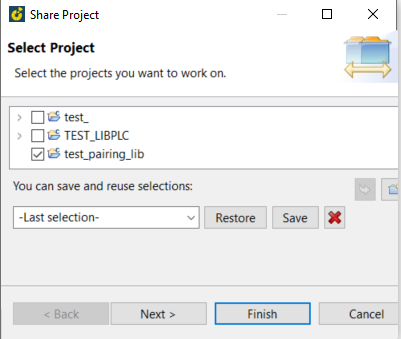 Share Project
Select Project
Select the projects you want to work on.
test_
TEST_LIBPLC
test_pairing_lib
You can save and reuse selections:
-Last selection- Restore Save
< Back Next > Finish Cancel